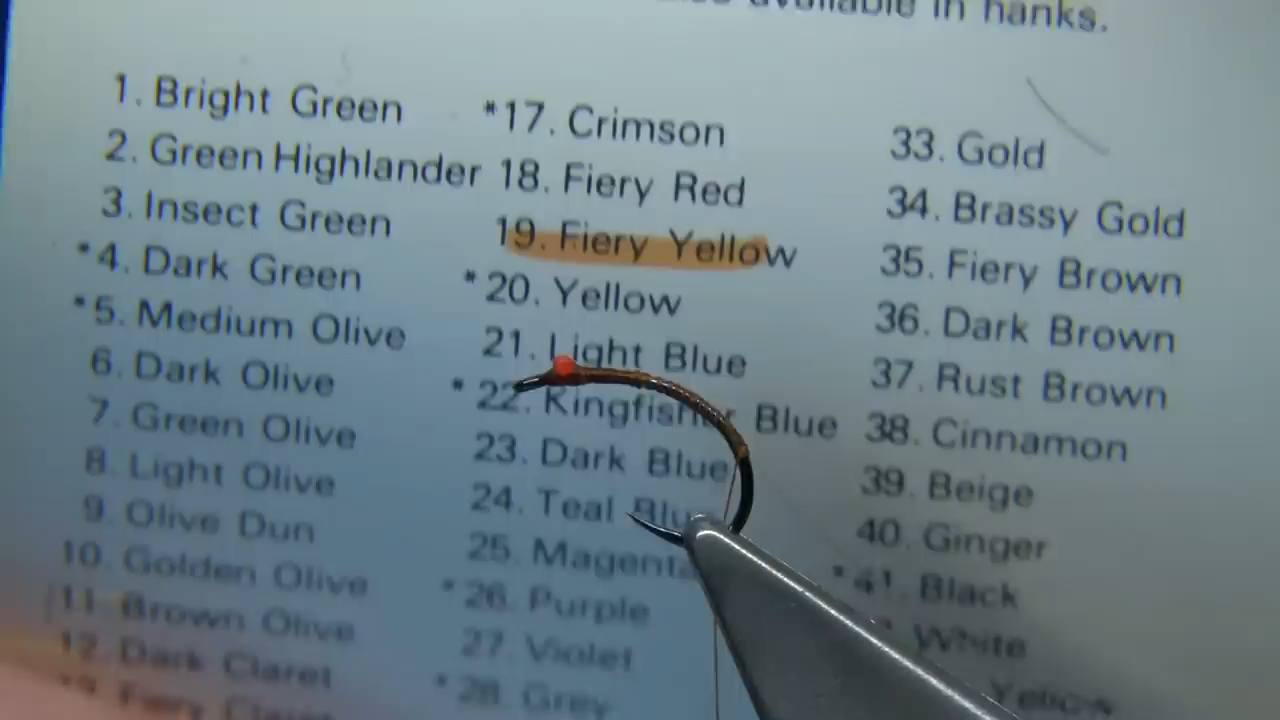 available in hanks.
1. Bright Green
2. Green Highlander
3. Insect Green
*4. Dark Green
*5. Medium Olive
6. Dark Olive
7. Green Olive
8. Light Olive
9. Olive Dun
10. Golden Olive
11. Brown Olive
12. Dark Claret
13. Fiery Claret
*17. Crimson
18. Fiery Red
19. Fiery Yellow
*20. Yellow
21. Light Blue
*22. Kingfisher Blue
23. Dark Blue
24. Teal Blue
25. Magenta
*26. Purple
27. Violet
*28. Grey
33. Gold
34. Brassy Gold
35. Fiery Brown
36. Dark Brown
37. Rust Brown
38. Cinnamon
39. Beige
40. Ginger
*41. Black
White
Yellow